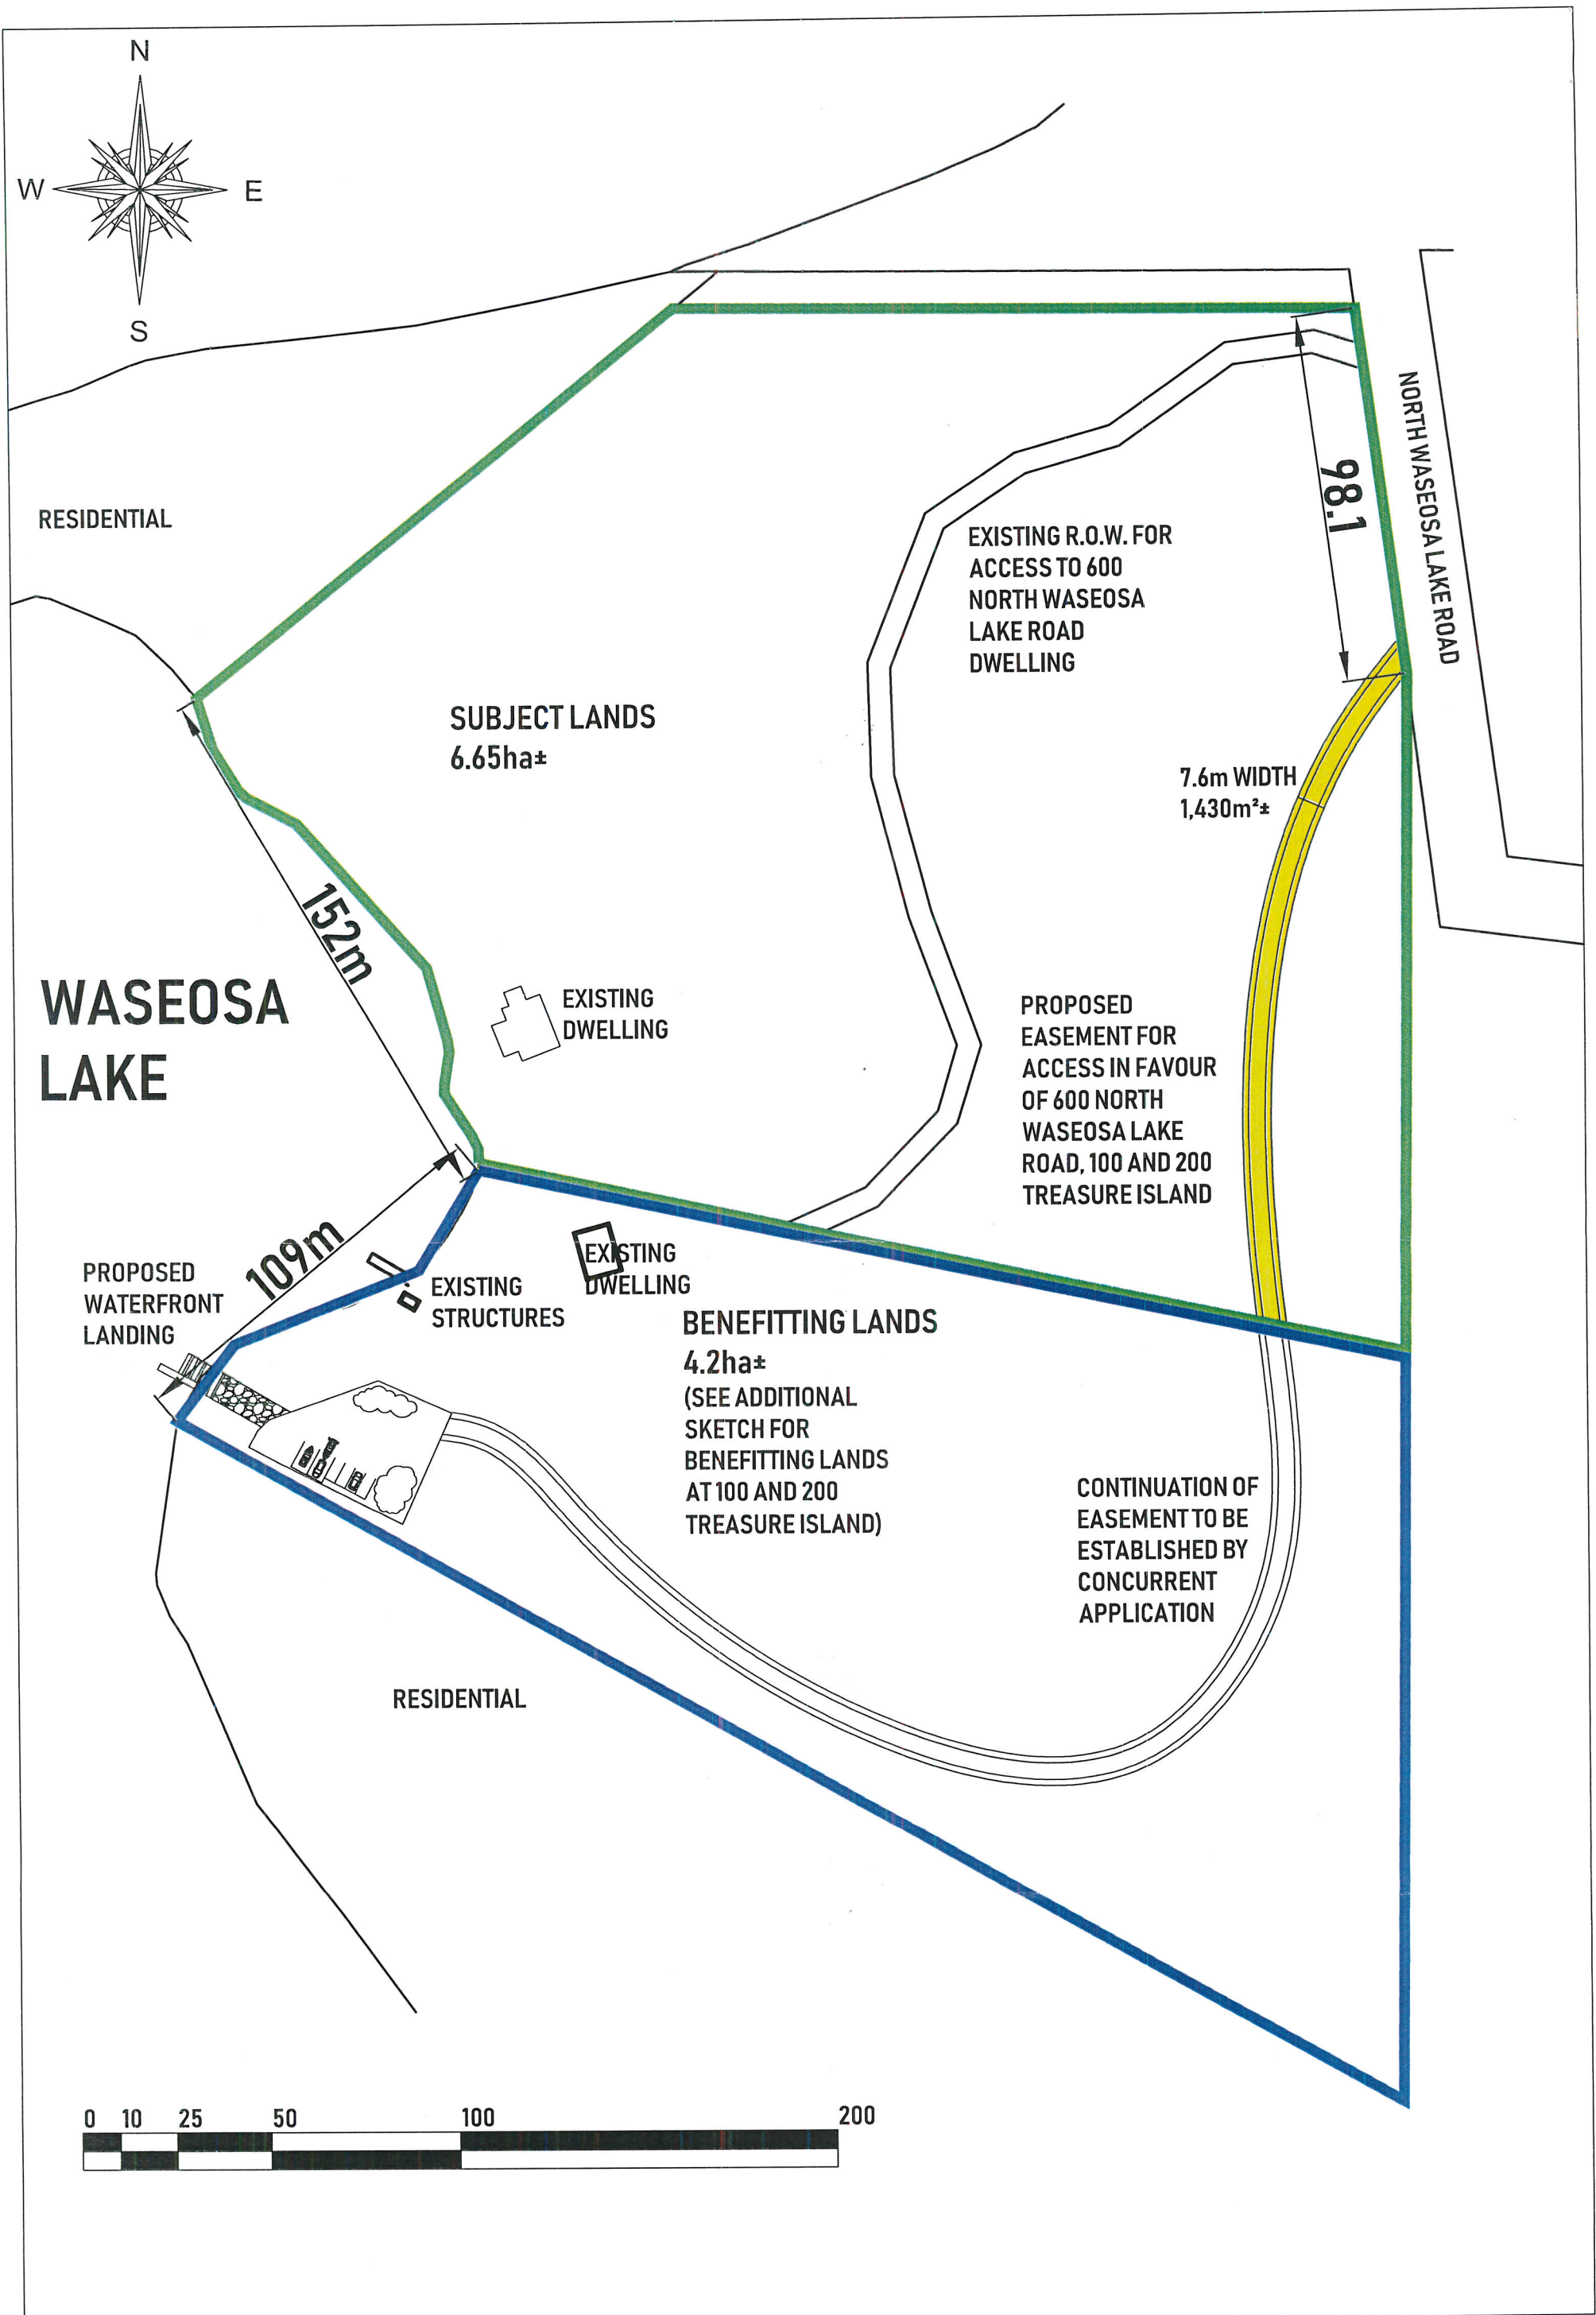 N
W
E
S
RESIDENTIAL
NORTH WASEOSA LAKE ROAD
98.1
EXISTING R.O.W. FOR
ACCESS TO 600
NORTH WASEOSA
LAKE ROAD
DWELLING
SUBJECT LANDS
6.65ha±
7.6m WIDTH
1,430m²±
152m
WASEOSA
LAKE
EXISTING
DWELLING
PROPOSED
EASEMENT FOR
ACCESS IN FAVOUR
OF 600 NORTH
WASEOSA LAKE
ROAD, 100 AND 200
TREASURE ISLAND
109m
PROPOSED
WATERFRONT
LANDING
EXISTING
STRUCTURES
EXISTING
DWELLING
BENEFITTING LANDS
4.2ha±
(SEE ADDITIONAL
SKETCH FOR
BENEFITTING LANDS
AT 100 AND 200
TREASURE ISLAND)
CONTINUATION OF
EASEMENT TO BE
ESTABLISHED BY
CONCURRENT
APPLICATION
RESIDENTIAL
0 10 25 50 100 200